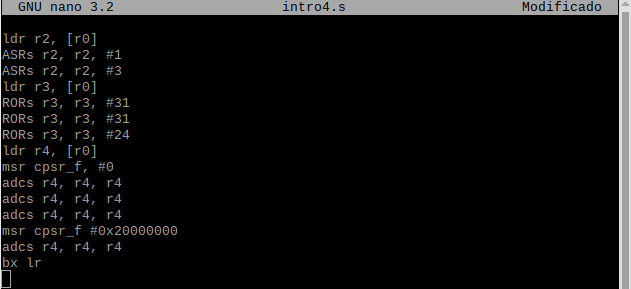 GNU nano 3.2 intro4.s Modificado
ldr r2, [r0]
ASRs r2, r2, #1
ASRs r2, r2, #3
ldr r3, [r0]
RORs r3, r3, #31
RORs r3, r3, #31
RORs r3, r3, #24
ldr r4, [r0]
msr cpsr_f, #0
adcs r4, r4, r4
adcs r4, r4, r4
adcs r4, r4, r4
msr cpsr_f #0x20000000
adcs r4, r4, r4
bx lr